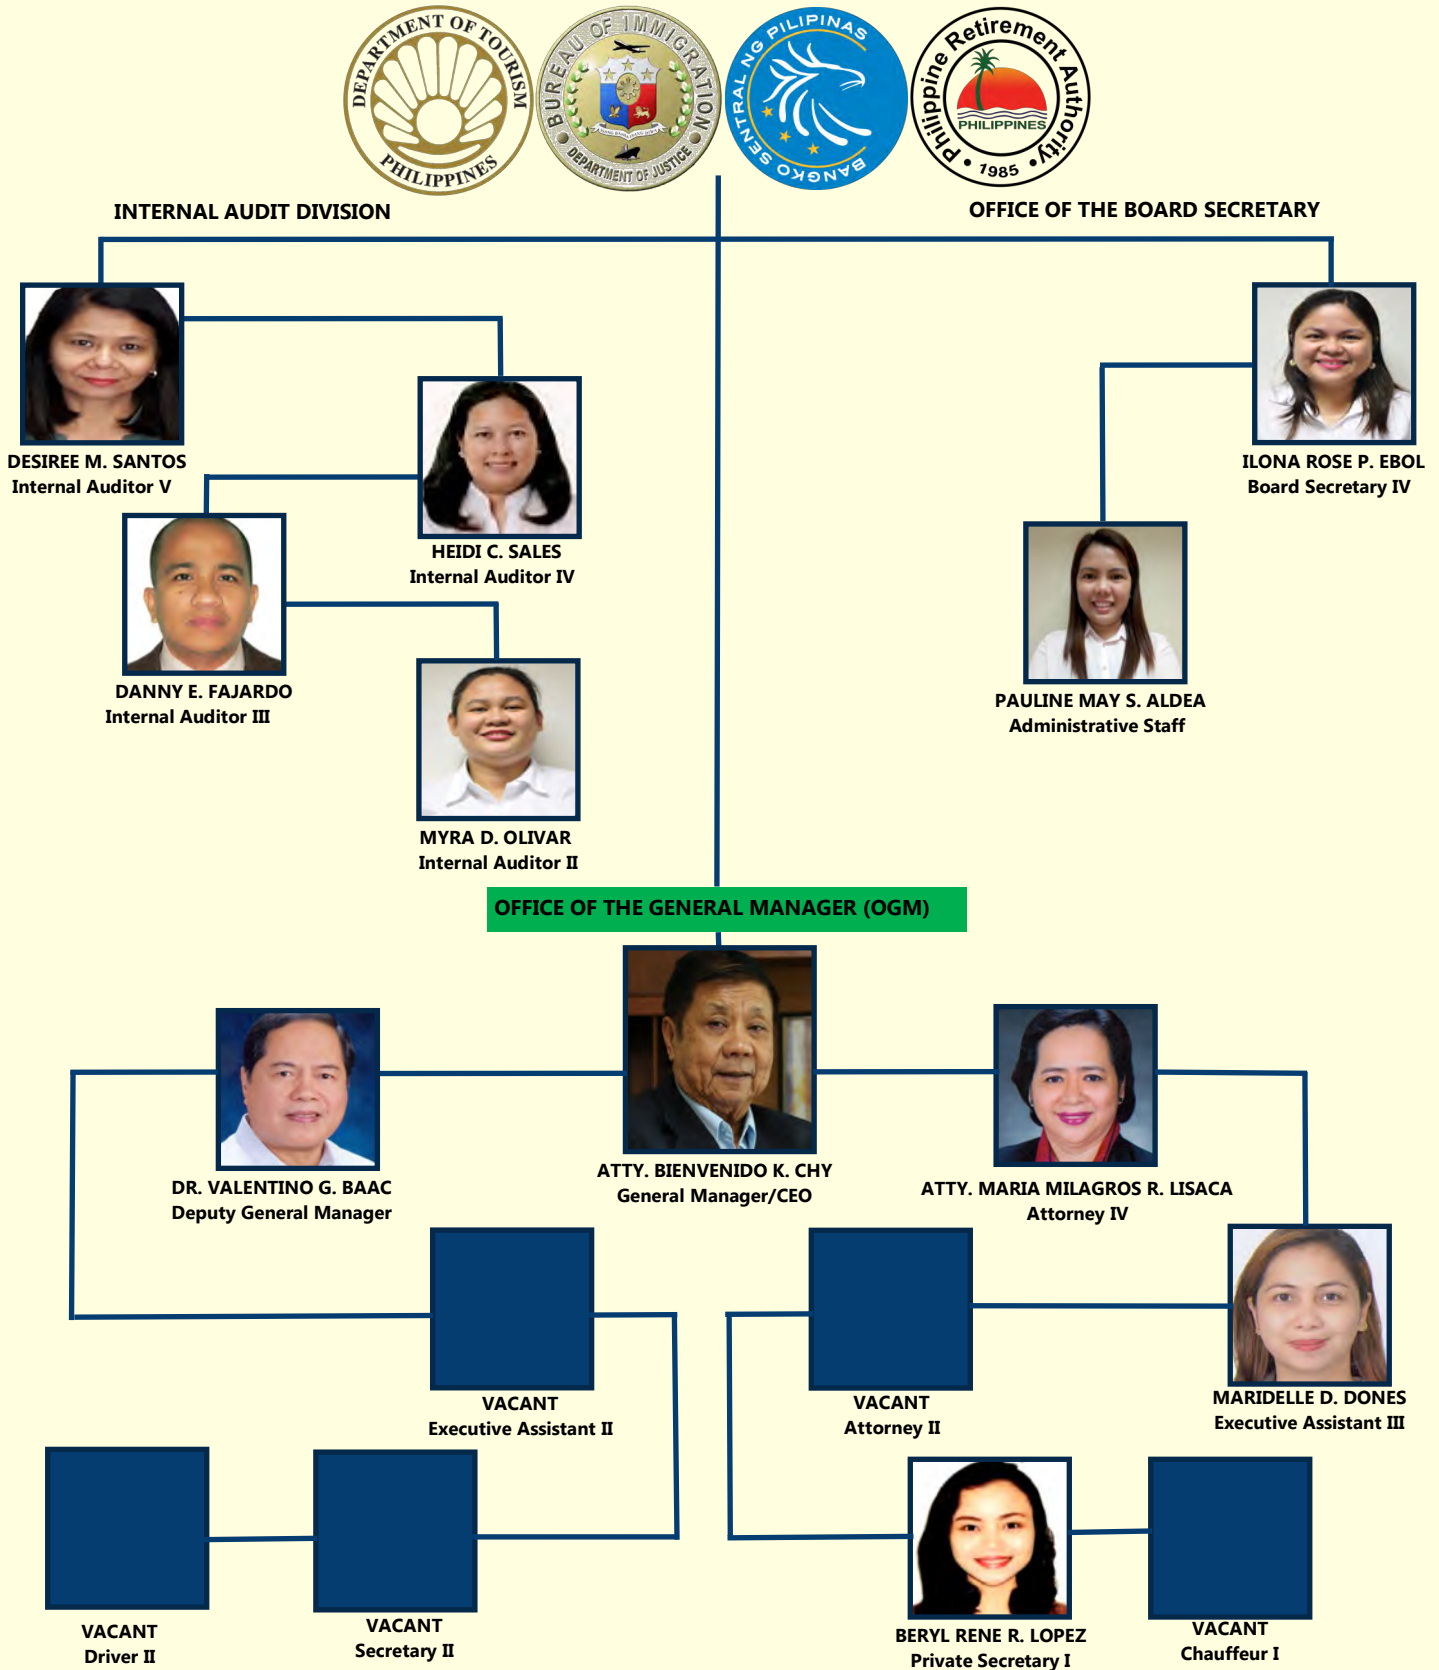 DEPARTMENT OF TOURISM
PHILIPPINES
BUREAU OF IMMIGRATION
DEPARTMENT OF JUSTICE
BANGKO SENTRAL NG PILIPINAS
Philippine Retirement Authority
PHILIPPINES
1985
INTERNAL AUDIT DIVISION
OFFICE OF THE BOARD SECRETARY
DESIREE M. SANTOS
Internal Auditor V
ILONA ROSE P. EBOL
Board Secretary IV
HEIDI C. SALES
Internal Auditor IV
DANNY E. FAJARDO
Internal Auditor III
PAULINE MAY S. ALDEA
Administrative Staff
MYRA D. OLIVAR
Internal Auditor II
OFFICE OF THE GENERAL MANAGER (OGM)
DR. VALENTINO G. BAAC
Deputy General Manager
ATTY. BIENVENIDO K. CHY
General Manager/CEO
ATTY. MARIA MILAGROS R. LISACA
Attorney IV
VACANT
Executive Assistant II
VACANT
Attorney II
MARIDELLE D. DONES
Executive Assistant III
VACANT
Driver II
VACANT
Secretary II
BERYL RENE R. LOPEZ
Private Secretary I
VACANT
Chauffeur I